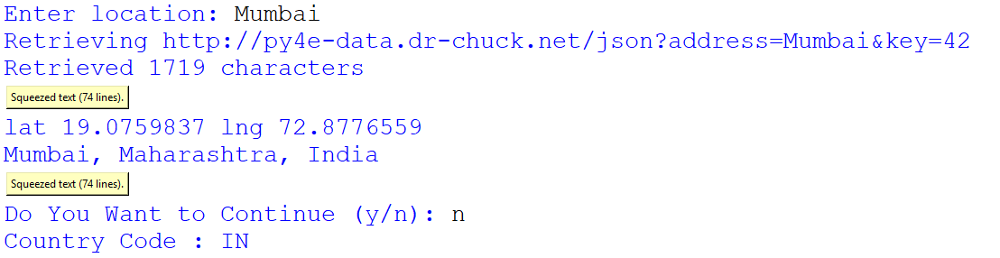 Enter location: Mumbai
Retrieving http://py4e-data.dr-chuck.net/json?address=Mumbai&key=42
Retrieved 1719 characters
Squeezed text (74 lines).
lat 19.0759837 lng 72.8776559
Mumbai, Maharashtra, India
Squeezed text (74 lines).
Do You Want to Continue (y/n): n
Country Code : IN